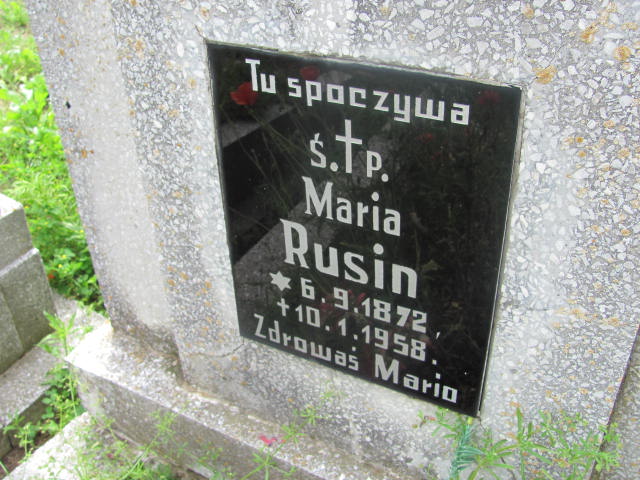 Tu spoczywa
ś.†p.
Maria
Rusin
* 6.9.1872,
+10.1.1958.
Zdrowaś Mario